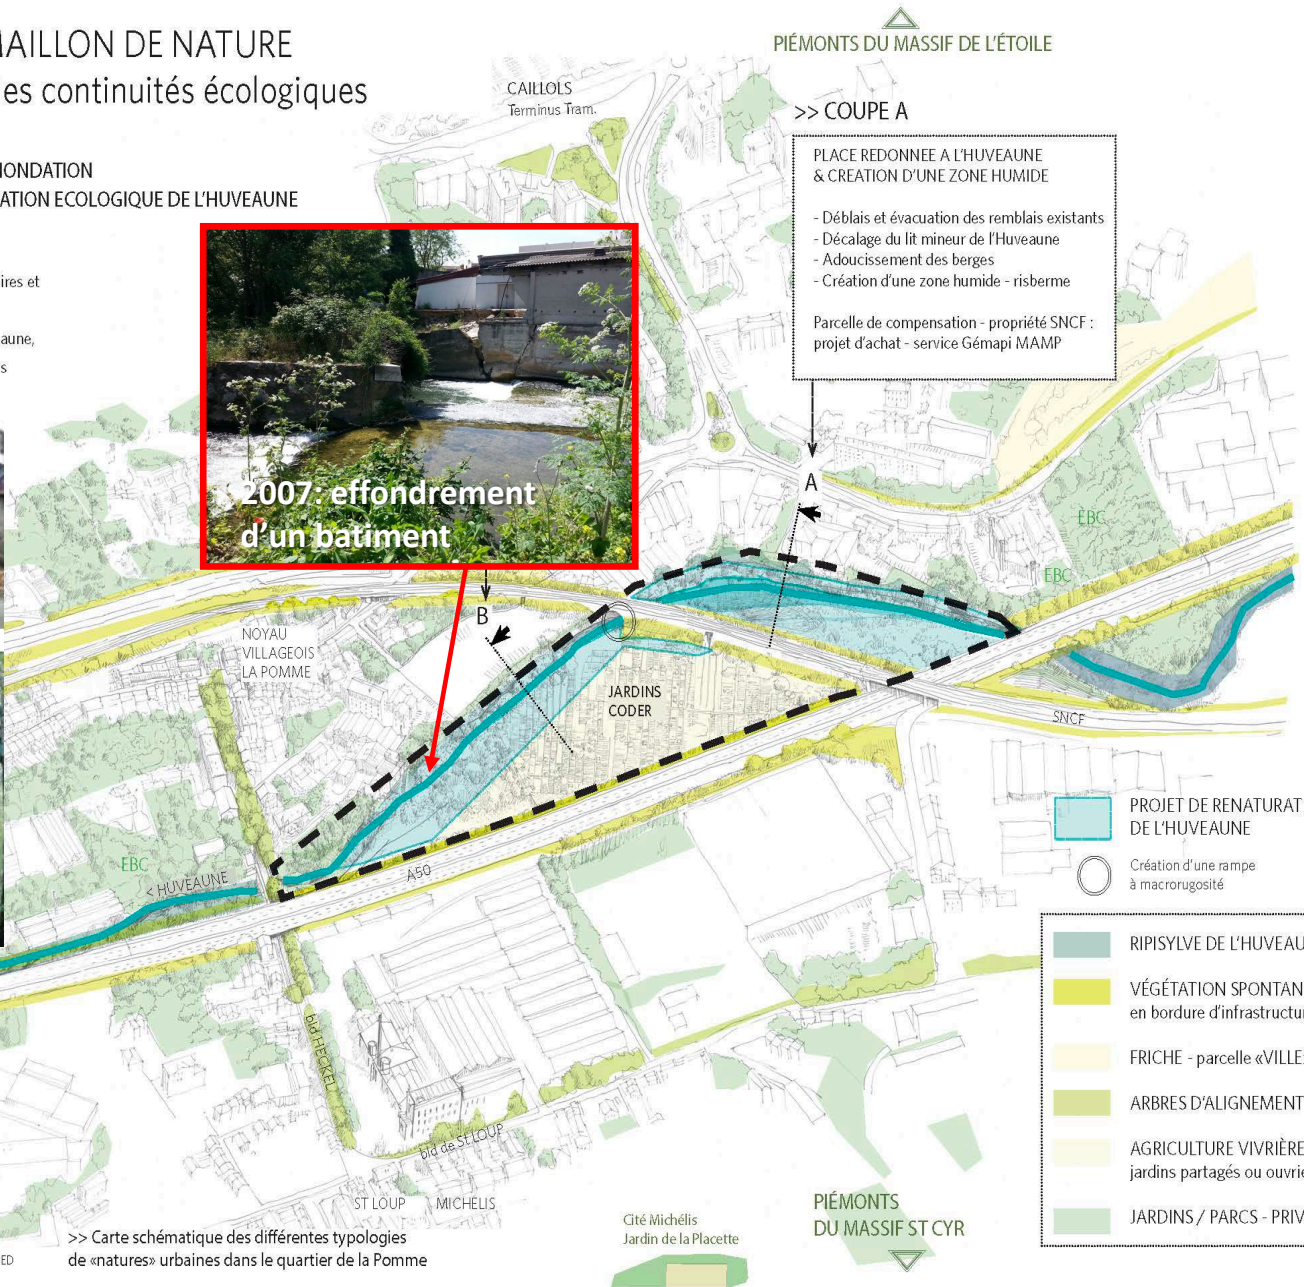 MAILLON DE NATURE
es continuités écologiques
NONDATION
ATION ECOLOGIQUE DE L'HUVEAUNE
ires et
aune,
s
PIÉMONTS DU MASSIF DE L'ÉTOILE
CAILLOLS
Terminus Tram.
>> COUPE A
PLACE REDONNEE A L'HUVEAUNE
& CREATION D'UNE ZONE HUMIDE
- Déblais et évacuation des remblais existants
- Décalage du lit mineur de l'Huveaune
- Adoucissement des berges
- Création d'une zone humide - risberme
Parcelle de compensation - propriété SNCF :
projet d'achat - service Gémapi MAMP
2007: effondrement
d'un batiment
A
EBC
EBC
B
NOYAU
VILLAGEOIS
LA POMME
JARDINS
CODER
SNCF
EBC
< HUVEAUNE
A50
bld HECKEL
bld de ST LOUP
ST LOUP
MICHELIS
PROJET DE RENATURAT
DE L'HUVEAUNE
Création d'une rampe
à macrorugosité
RIPISYLVE DE L'HUVEAU
VÉGÉTATION SPONTAN
en bordure d'infrastructur
FRICHE - parcelle «VILLE»
ARBRES D'ALIGNEMENT
AGRICULTURE VIVRIÈRE
jardins partagés ou ouvrie
JARDINS / PARCS - PRIV
PIÉMONTS
DU MASSIF ST CYR
Cité Michélis
Jardin de la Placette
>> Carte schématique des différentes typologies
de «natures» urbaines dans le quartier de la Pomme
ED